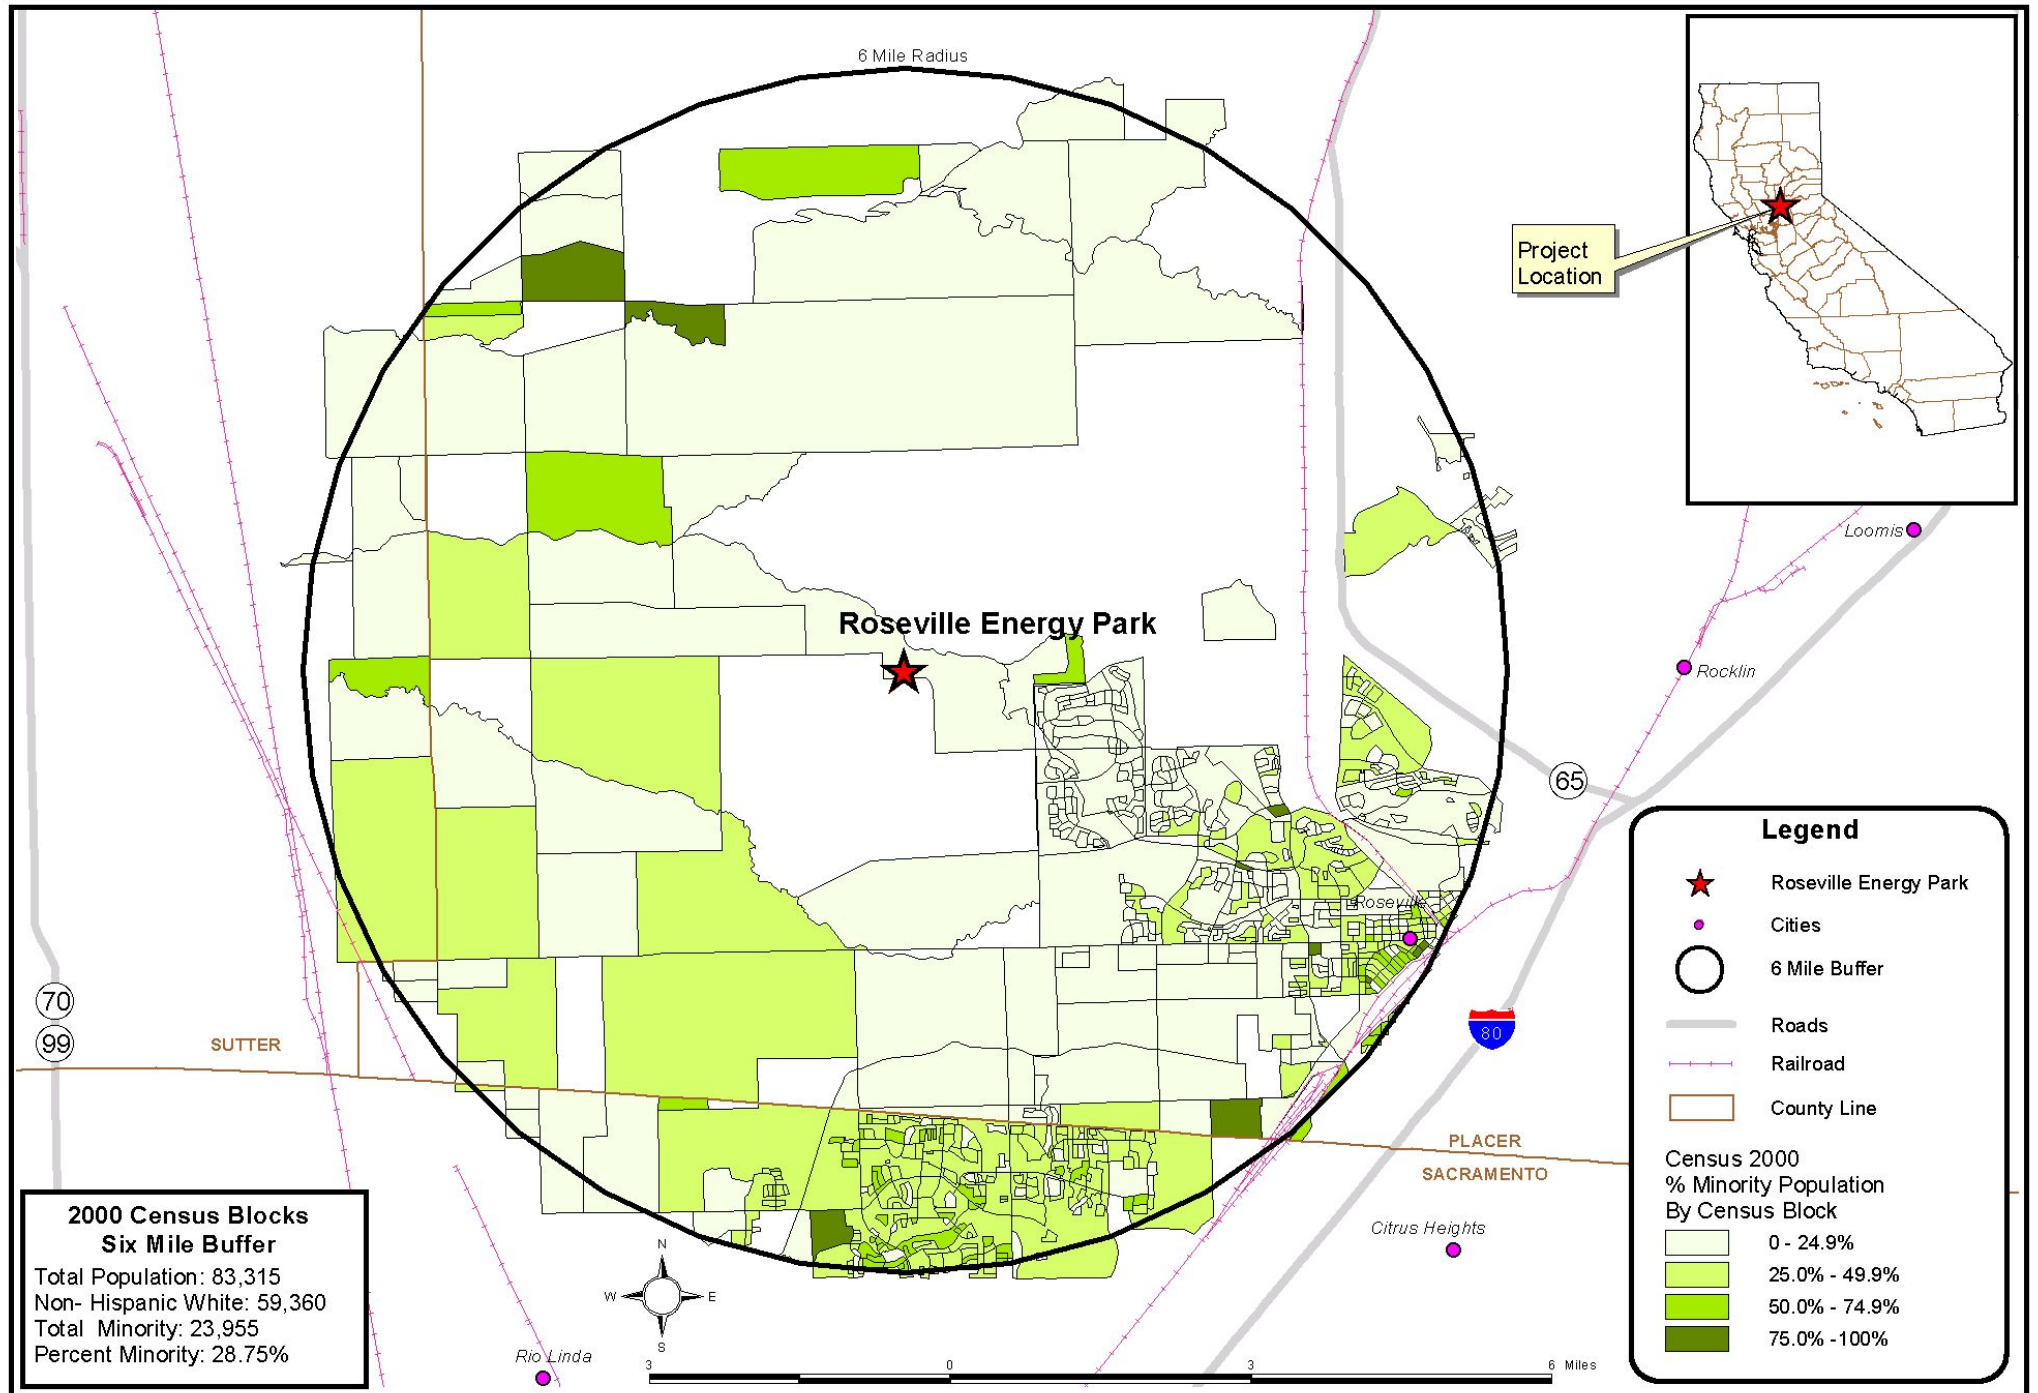 6 Mile Radius
Project
Location
Loomis
Roseville Energy Park
Rocklin
65
Roseville
70
99
SUTTER
80
PLACER
SACRAMENTO
Citrus Heights
Rio Linda
Legend
Roseville Energy Park
Cities
6 Mile Buffer
Roads
Railroad
County Line
Census 2000
% Minority Population
By Census Block
0 - 24.9%
25.0% - 49.9%
50.0% - 74.9%
75.0% -100%
2000 Census Blocks
Six Mile Buffer
Total Population: 83,315
Non- Hispanic White: 59,360
Total Minority: 23,955
Percent Minority: 28.75%
N
W E
S
3 0 3 6 Miles